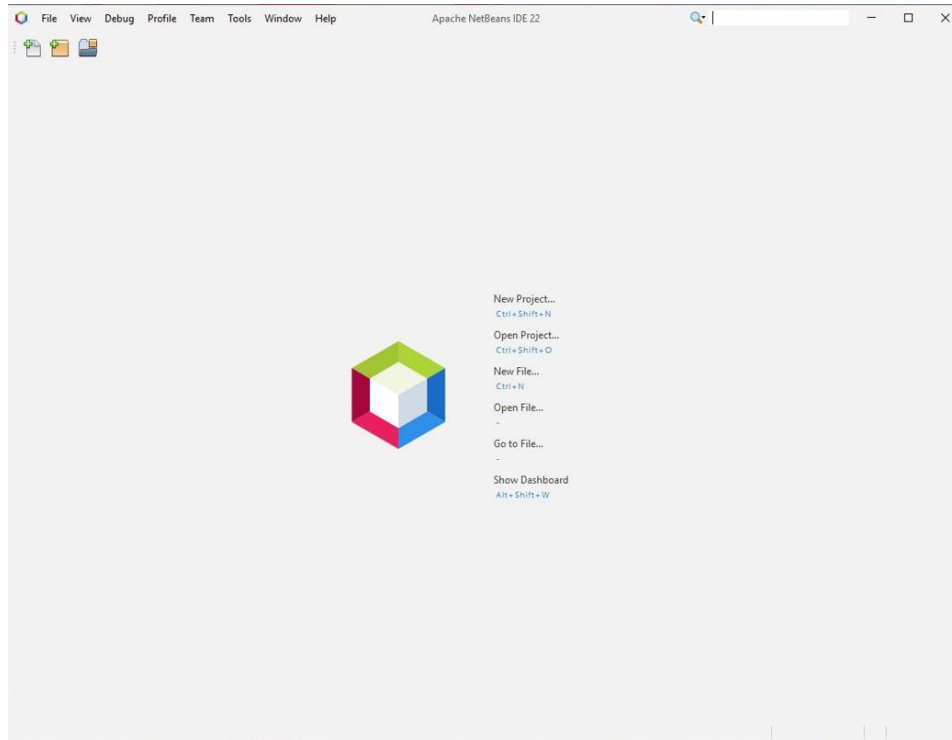 File View Debug Profile Team Tools Window Help Apache NetBeans IDE 22
New Project...
Ctrl+Shift+N
Open Project...
Ctrl+Shift+O
New File...
Ctrl+N
Open File...
-
Go to File...
-
Show Dashboard
Alt+Shift+W